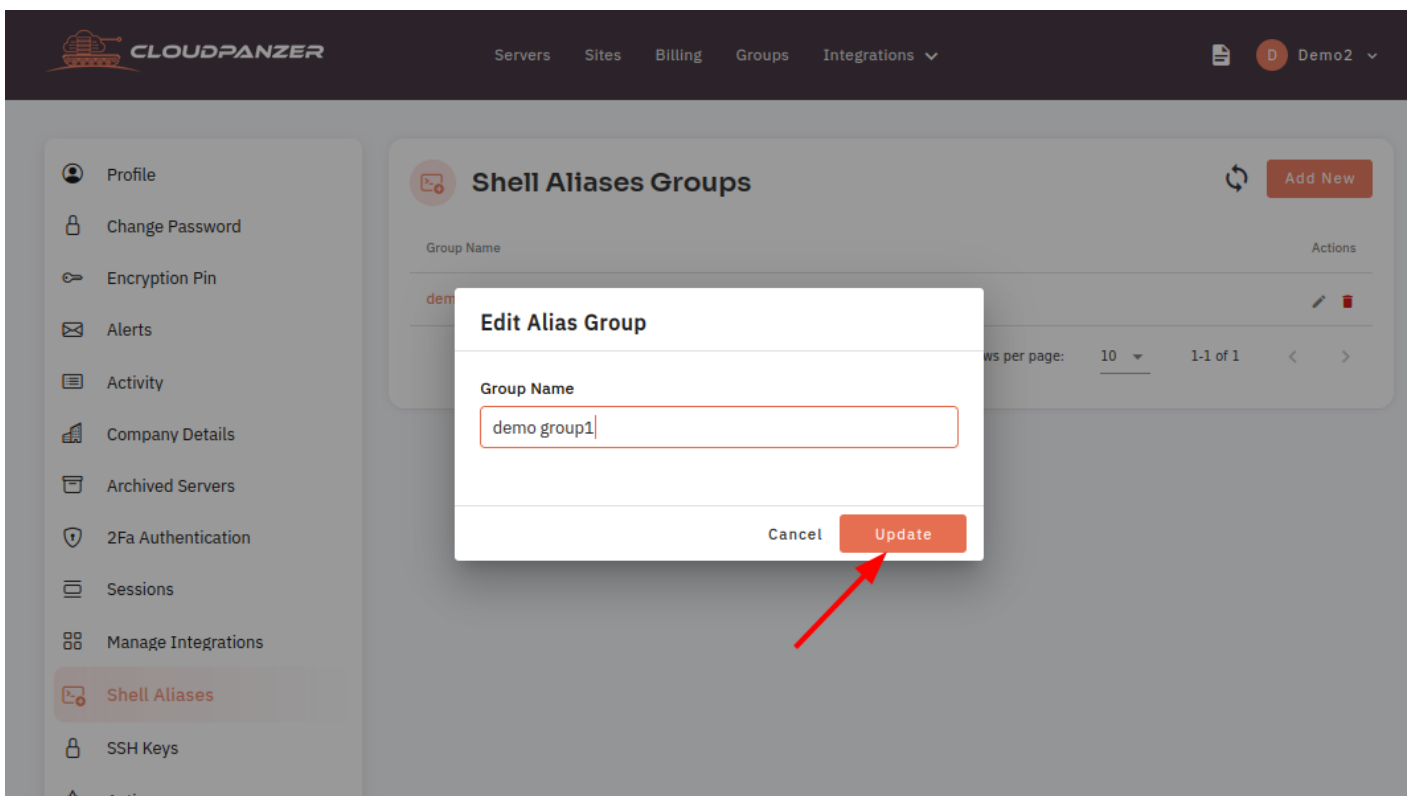 CLOUDPANZER
Servers Sites Billing Groups Integrations
D Demo2
Profile
Change Password
Encryption Pin
Alerts
Activity
Company Details
Archived Servers
2Fa Authentication
Sessions
Manage Integrations
Shell Aliases
SSH Keys
Shell Aliases Groups
Add New
Group Name Actions
dem
ws per page: 10 1-1 of 1
Edit Alias Group
Group Name
demo group1
Cancel Update